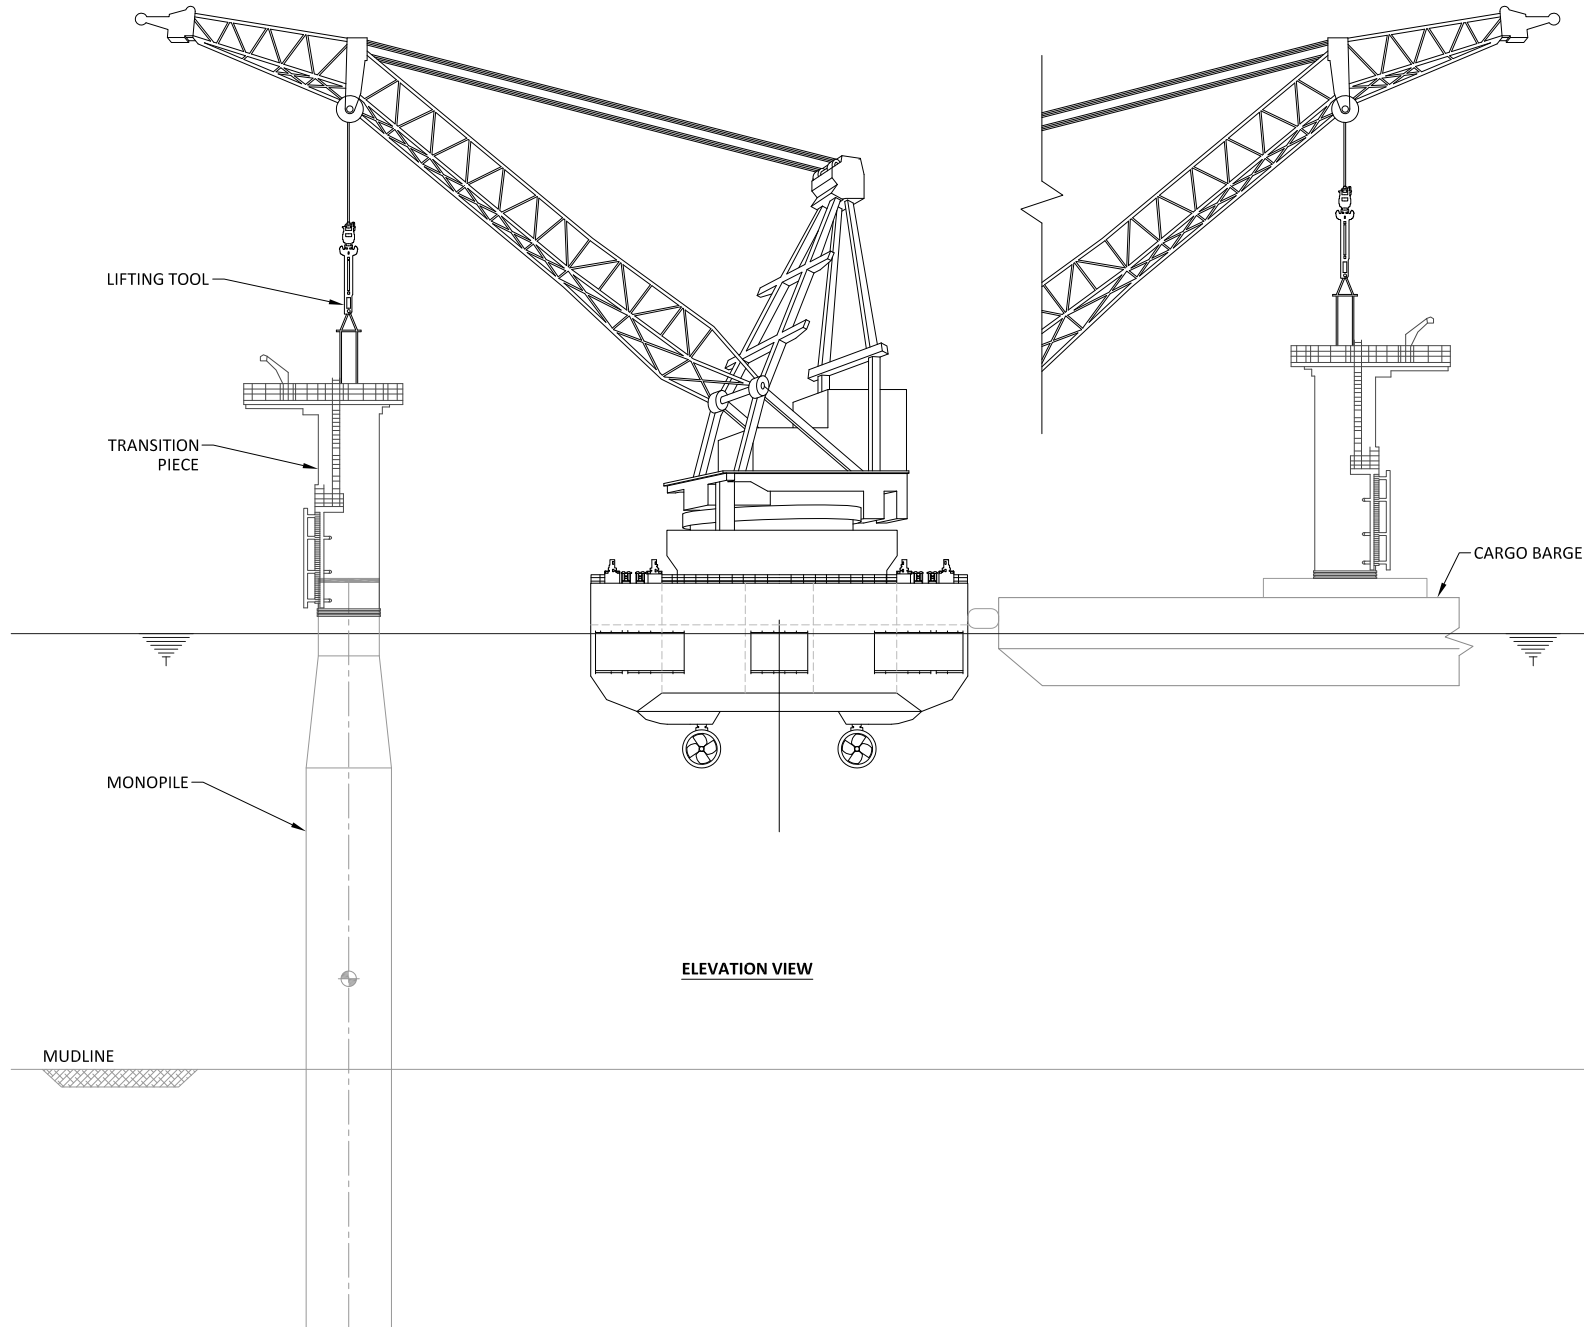 LIFTING TOOL
TRANSITION
PIECE
CARGO BARGE
MONOPILE
ELEVATION VIEW
MUDLINE